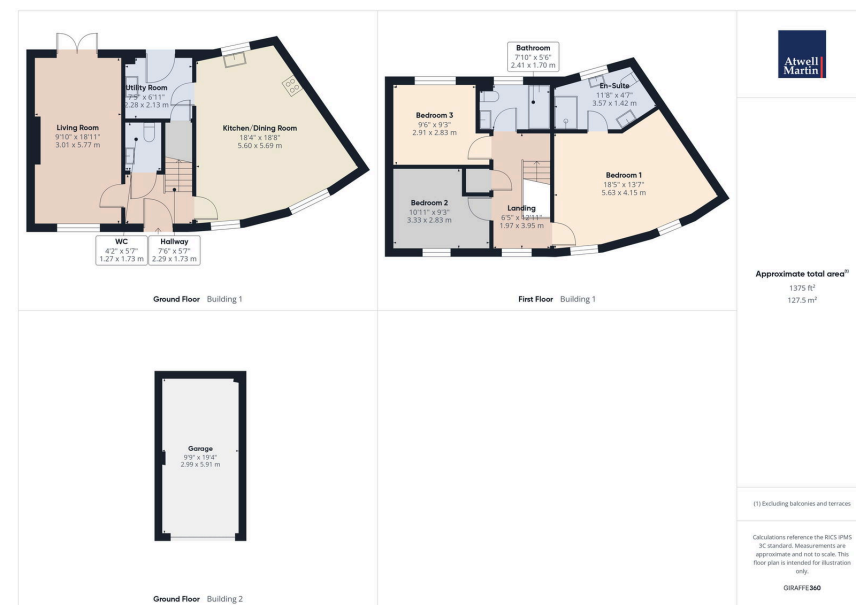 Utility Room
7'5" x 6'11"
2.28 x 2.13 m
Living Room
9'10" x 18'11"
3.01 x 5.77 m
Kitchen/Dining Room
18'4" x 18'8"
5.60 x 5.69 m
WC
4'2" x 5'7"
1.27 x 1.73 m
Hallway
7'6" x 5'7"
2.29 x 1.73 m
Ground Floor Building 1
Bathroom
7'10" x 5'6"
2.41 x 1.70 m
En-Suite
11'8" x 4'7"
3.57 x 1.42 m
Bedroom 3
9'6" x 9'3"
2.91 x 2.83 m
Bedroom 1
18'5" x 13'7"
5.63 x 4.15 m
Bedroom 2
10'11" x 9'3"
3.33 x 2.83 m
Landing
6'5" x 12'11"
1.97 x 3.95 m
First Floor Building 1
Garage
9'9" x 19'4"
2.99 x 5.91 m
Ground Floor Building 2
Atwell
Martin
Approximate total area(1)
1375 ft²
127.5 m²
(1) Excluding balconies and terraces
Calculations reference the RICS IPMS
3C standard. Measurements are
approximate and not to scale. This
floor plan is intended for illustration
only.
GIRAFFE360